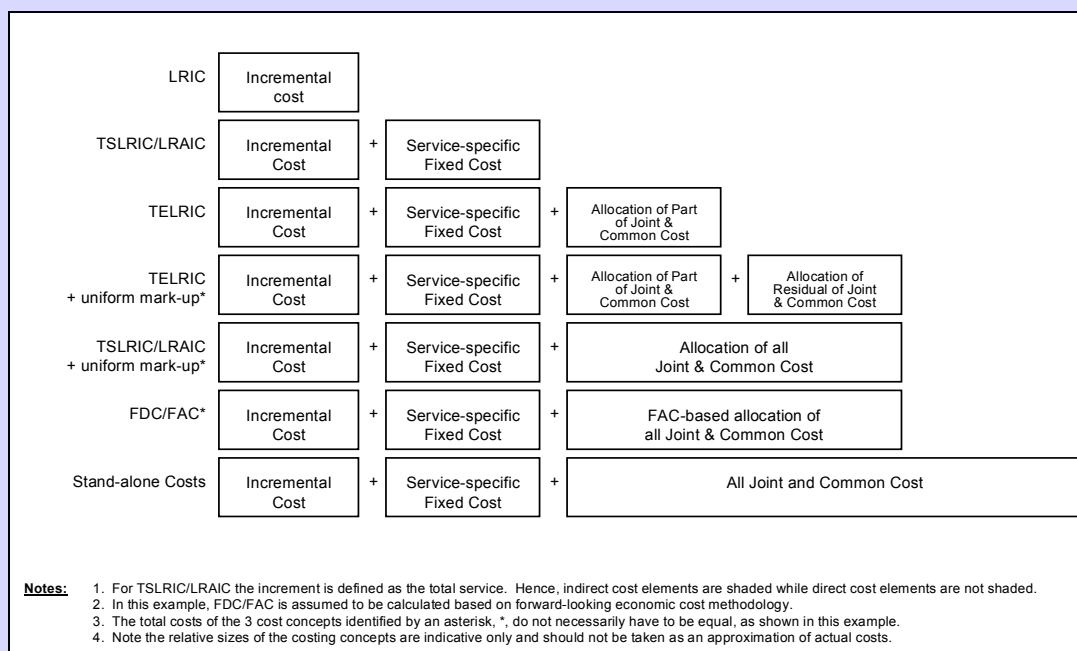 LRIC
Incremental
cost
TSLRIC/LRAIC
Incremental
Cost
+
Service-specific
Fixed Cost
TELRIC
Incremental
Cost
+
Service-specific
Fixed Cost
+
Allocation of Part
of Joint &
Common Cost
TELRIC
+ uniform mark-up*
Incremental
Cost
+
Service-specific
Fixed Cost
+
Allocation of Part
of Joint &
Common Cost
+
Allocation of
Residual of Joint
& Common Cost
TSLRIC/LRAIC
+ uniform mark-up*
Incremental
Cost
+
Service-specific
Fixed Cost
+
Allocation of all
Joint & Common Cost
FDC/FAC*
Incremental
Cost
+
Service-specific
Fixed Cost
+
FAC-based allocation of
all Joint & Common Cost
Stand-alone Costs
Incremental
Cost
+
Service-specific
Fixed Cost
+
All Joint and Common Cost
Notes: 1. For TSLRIC/LRAIC the increment is defined as the total service. Hence, indirect cost elements are shaded while direct cost elements are not shaded.
2. In this example, FDC/FAC is assumed to be calculated based on forward-looking economic cost methodology.
3. The total costs of the 3 cost concepts identified by an asterisk, *, do not necessarily have to be equal, as shown in this example.
4. Note the relative sizes of the costing concepts are indicative only and should not be taken as an approximation of actual costs.